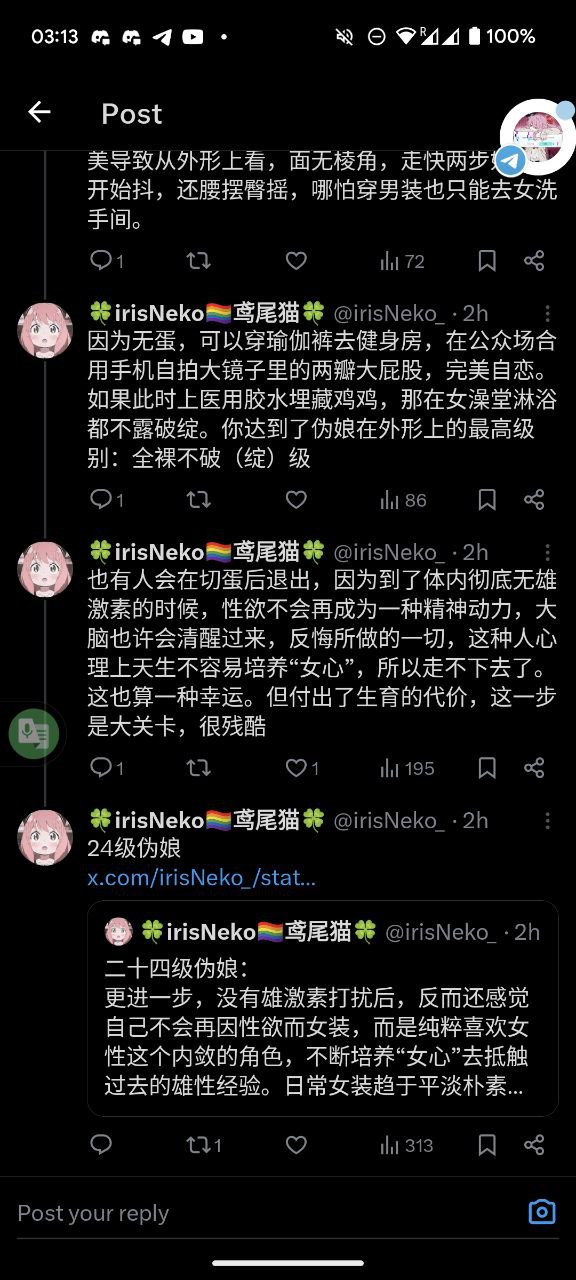 03:13
R
100%
Post
美导致从外形上看，面无棱角，走快两步
开始抖，还腰摆臀摇，哪怕穿男装也只能去女洗
手间。
1
72
🍀irisNeko🏳️‍🌈鸢尾猫🍀 @irisNeko_ · 2h
因为无蛋，可以穿瑜伽裤去健身房，在公众场合
用手机自拍大镜子里的两瓣大屁股，完美自恋。
如果此时上医用胶水埋藏鸡鸡，那在女澡堂淋浴
都不露破绽。你达到了伪娘在外形上的最高级
别：全裸不破（绽）级
1
86
🍀irisNeko🏳️‍🌈鸢尾猫🍀 @irisNeko_ · 2h
也有人会在切蛋后退出，因为到了体内彻底无雄
激素的时候，性欲不会再成为一种精神动力，大
脑也许会清醒过来，反悔所做的一切，这种人心
理上天生不容易培养“女心”，所以走不下去了。
这也算一种幸运。但付出了生育的代价，这一步
是大关卡，很残酷
1
1
195
🍀irisNeko🏳️‍🌈鸢尾猫🍀 @irisNeko_ · 2h
24级伪娘
x.com/irisNeko_/stat...
🍀irisNeko🏳️‍🌈鸢尾猫🍀 @irisNeko_ · 2h
二十四级伪娘：
更进一步，没有雄激素打扰后，反而还感觉
自己不会再因性欲而女装，而是纯粹喜欢女
性这个内敛的角色，不断培养“女心”去抵触
过去的雄性经验。日常女装趋于平淡朴素...
1
313
Post your reply